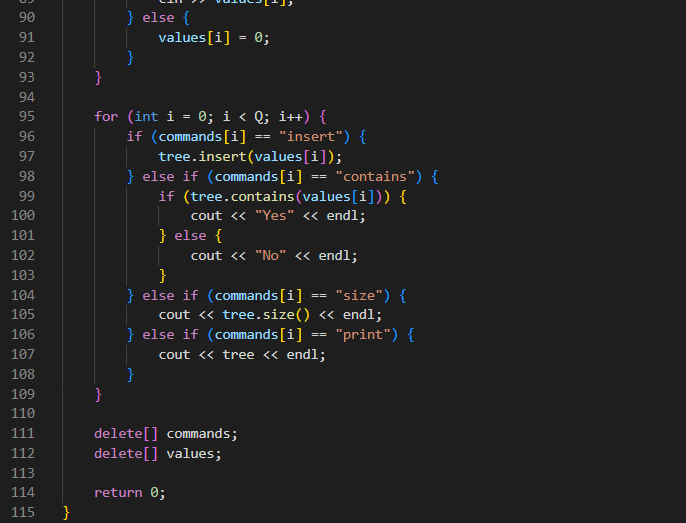 89 cin >> values[i];
90 } else {
91 values[i] = 0;
92 }
93 }
94
95 for (int i = 0; i < Q; i++) {
96 if (commands[i] == "insert") {
97 tree.insert(values[i]);
98 } else if (commands[i] == "contains") {
99 if (tree.contains(values[i])) {
100 cout << "Yes" << endl;
101 } else {
102 cout << "No" << endl;
103 }
104 } else if (commands[i] == "size") {
105 cout << tree.size() << endl;
106 } else if (commands[i] == "print") {
107 cout << tree << endl;
108 }
109 }
110
111 delete[] commands;
112 delete[] values;
113
114 return 0;
115 }